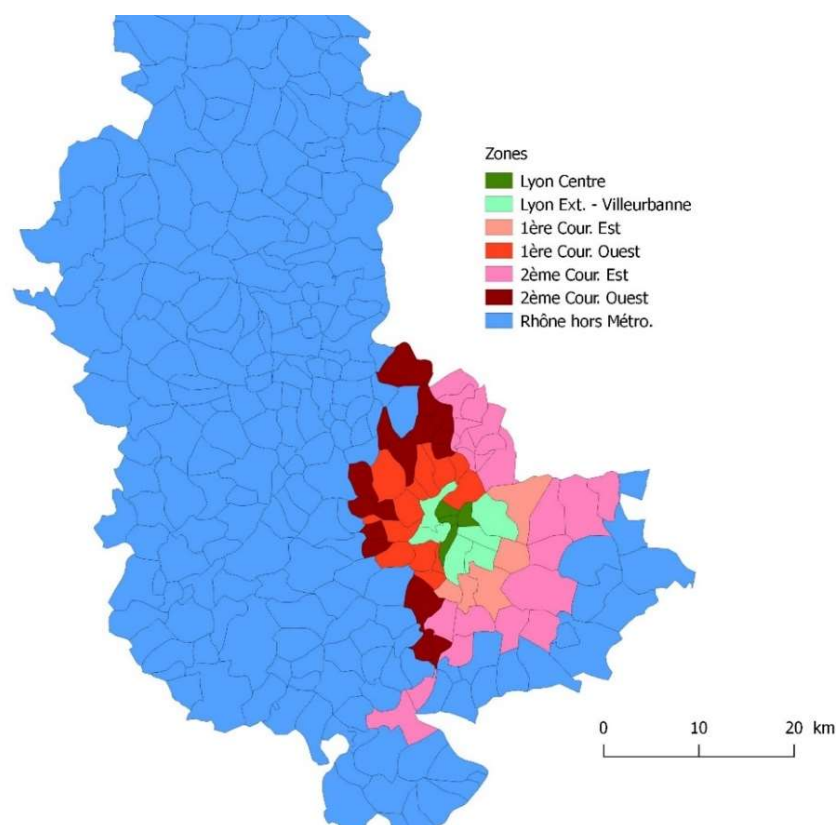 Zones
Lyon Centre
Lyon Ext. - Villeurbanne
1ère Cour. Est
1ère Cour. Ouest
2ème Cour. Est
2ème Cour. Ouest
Rhône hors Métro.
0 10 20 km